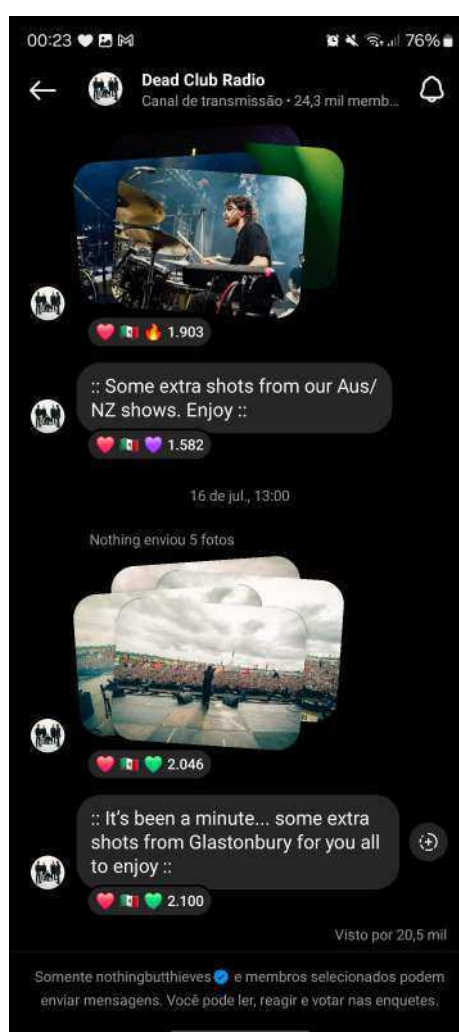 00:23
76%
Dead Club Radio
Canal de transmissão • 24,3 mil memb...
1.903
:: Some extra shots from our Aus/
NZ shows. Enjoy ::
1.582
16 de jul., 13:00
Nothing enviou 5 fotos
2.046
:: It's been a minute... some extra
shots from Glastonbury for you all
to enjoy ::
2.100
Visto por 20,5 mil
Somente nothingbutthieves e membros selecionados podem
enviar mensagens. Você pode ler, reagir e votar nas enquetes.